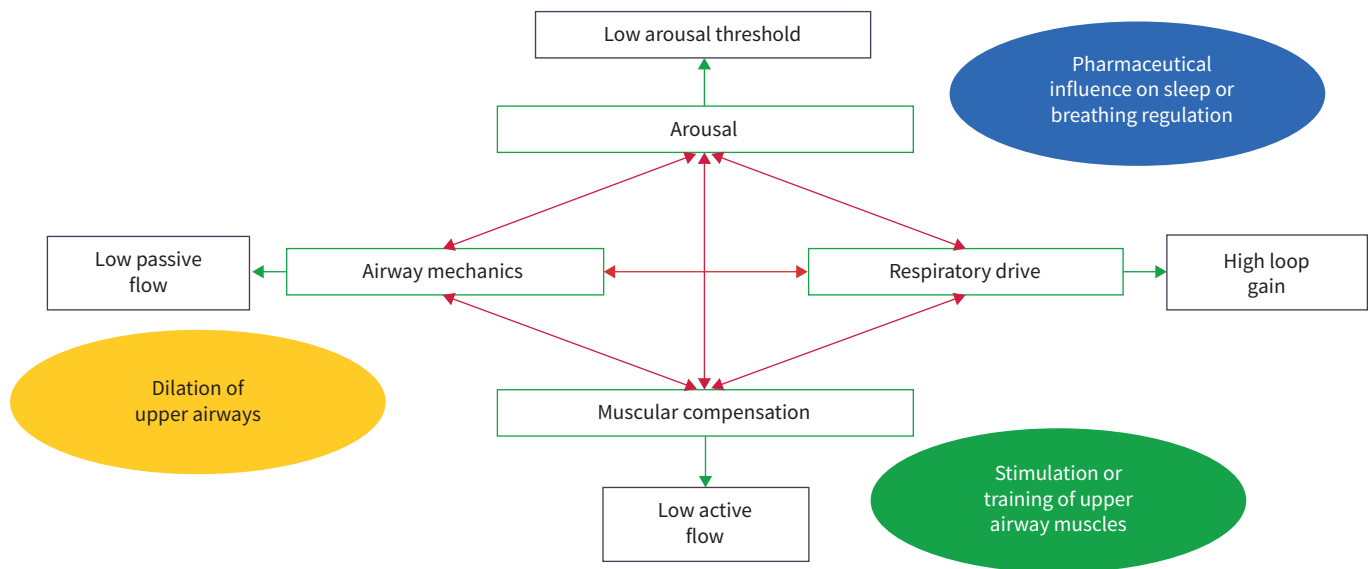 Low arousal threshold
Pharmaceutical
influence on sleep or
breathing regulation
Arousal
Low passive
flow
Airway mechanics
Respiratory drive
High loop
gain
Dilation of
upper airways
Muscular compensation
Stimulation or
training of upper
airway muscles
Low active
flow